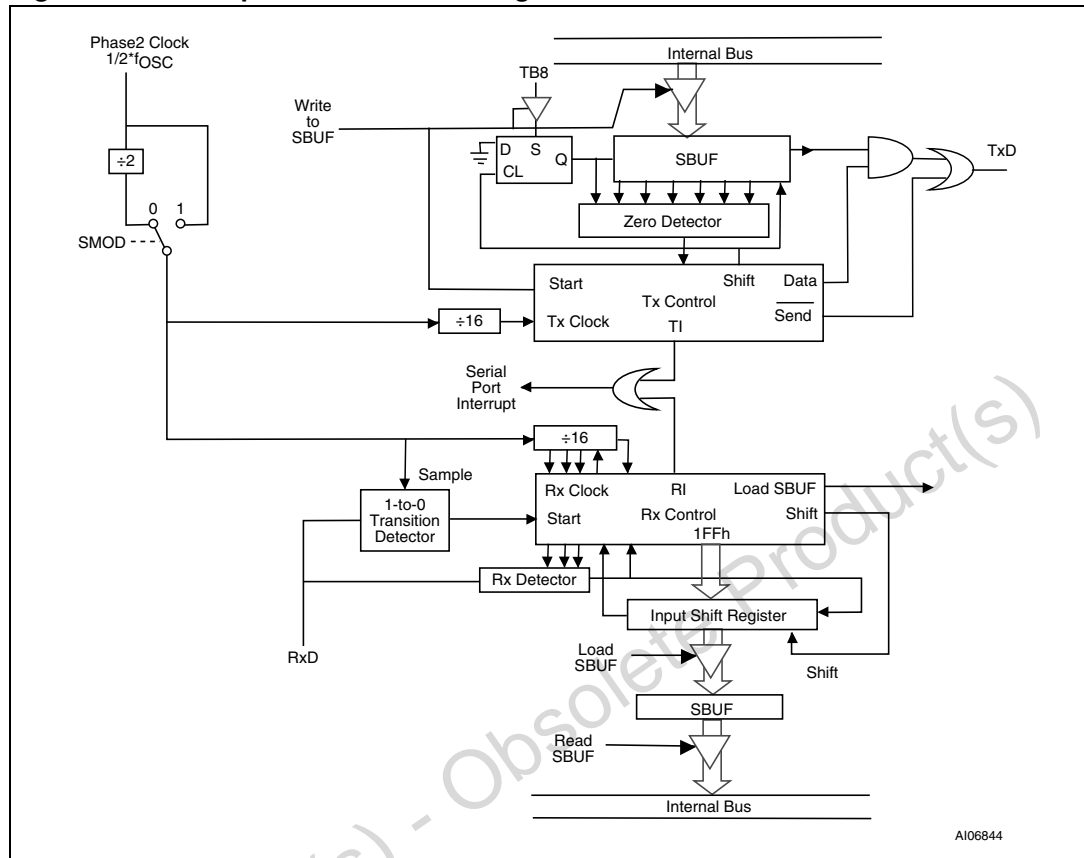 Phase2 Clock
1/2*fOSC
Internal Bus
TB8
Write
to
SBUF
D S
Q
CL
SBUF
TxD
÷2
Zero Detector
0 1
SMOD
Start
Shift
Data
Tx Control
Send
÷16
Tx Clock
TI
Serial
Port
Interrupt
÷16
Sample
Rx Clock
RI
Load SBUF
1-to-0
Transition
Detector
Start
Rx Control
Shift
1FFh
Rx Detector
Input Shift Register
RxD
Load
SBUF
Shift
SBUF
Read
SBUF
Internal Bus
AI06844
(s) - Obsolete Product(s)